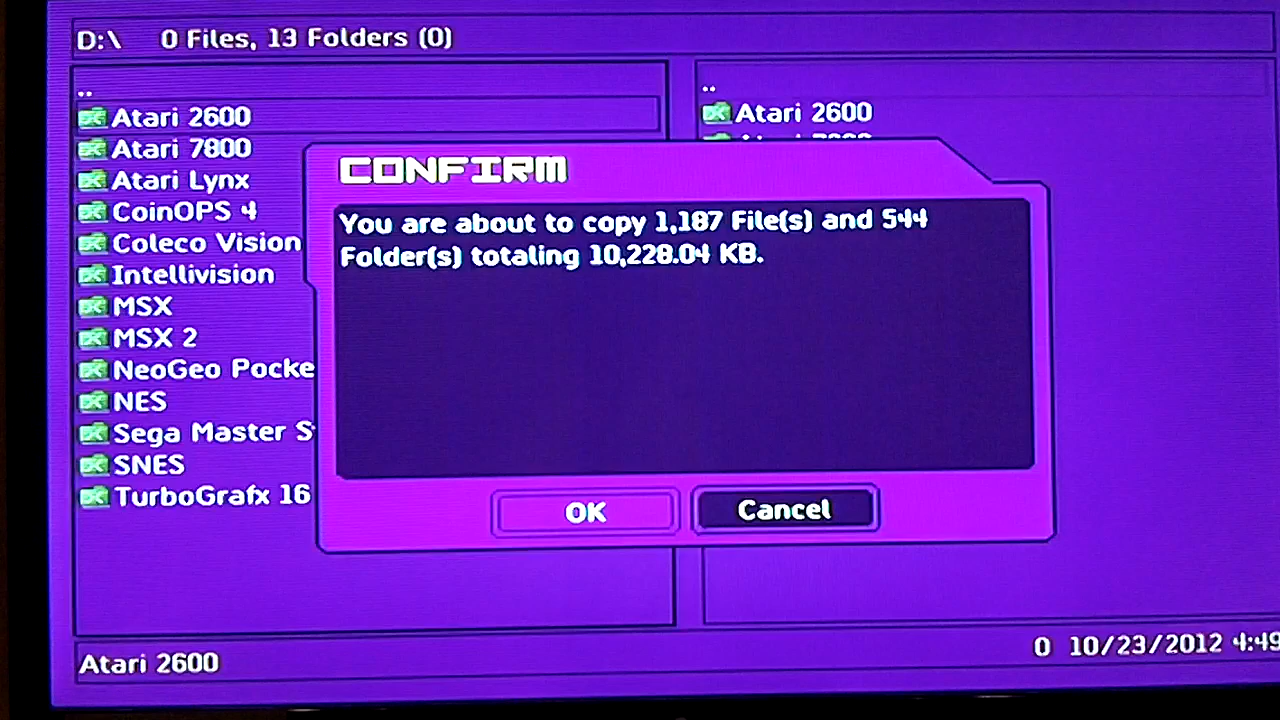 D:\ 0 Files, 13 Folders (0)
..
Atari 2600
Atari 7800
Atari Lynx
CoinOPS 4
Coleco Vision
Intellivision
MSX
MSX 2
NeoGeo Pocke
NES
Sega Master S
SNES
TurboGrafx 16
..
Atari 2600
CONFIRM
You are about to copy 1,187 File(s) and 544
Folder(s) totaling 10,228.04 KB.
OK
Cancel
Atari 2600
0 10/23/2012 4:49